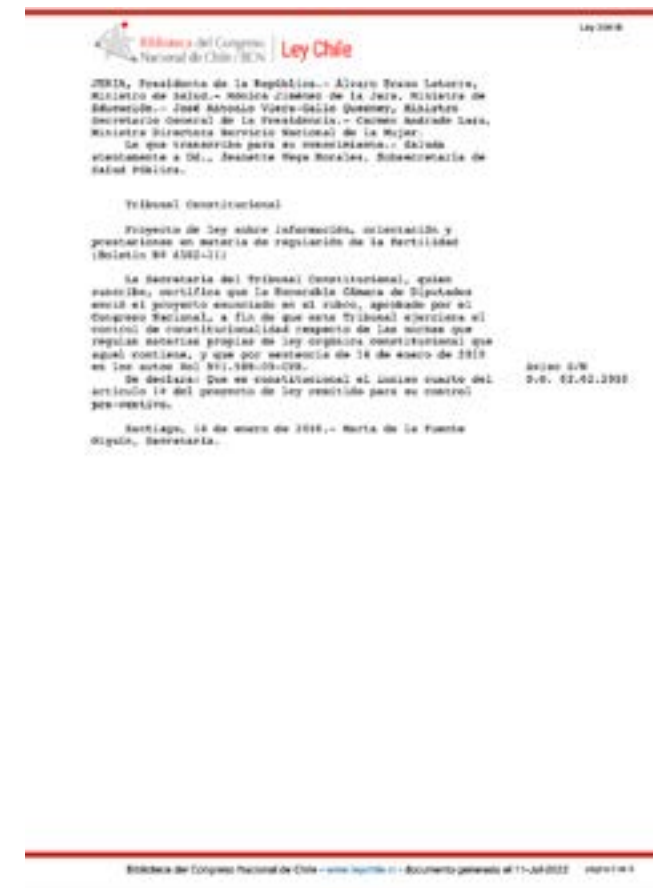 Ley 20418
Biblioteca del Congreso
Nacional de Chile / BCN
Ley Chile
JERIA, Presidenta de la República.- Álvaro Erazo Latorre,
Ministro de Salud.- Mónica Jiménez de la Jara, Ministra de
Educación.- José Antonio Viera-Gallo Quesney, Ministro
Secretario General de la Presidencia.- Carmen Andrade Lara,
Ministra Directora Servicio Nacional de la Mujer.
Lo que transcribo para su conocimiento.- Saluda
atentamente a Ud., Jeanette Vega Morales, Subsecretaria de
Salud Pública.
Tribunal Constitucional
Proyecto de ley sobre información, orientación y
prestaciones en materia de regulación de la fertilidad
(Boletín Nº 6582-11)
La Secretaria del Tribunal Constitucional, quien
suscribe, certifica que la Honorable Cámara de Diputados
envió el proyecto enunciado en el rubro, aprobado por el
Congreso Nacional, a fin de que este Tribunal ejerciera el
control de constitucionalidad respecto de las normas que
regulan materias propias de ley orgánica constitucional que
aquel contiene, y que por sentencia de 14 de enero de 2010
en los autos Rol
Aviso S/N
Se declara: Que es constitucional el inciso cuarto del
D.O. 02.02.2010
artículo 1º del proyecto de ley remitido para su control
preventivo.
Santiago, 14 de enero de 2010.- Marta de la Fuente
Olguín, Secretaria.
Biblioteca del Congreso Nacional de Chile - www.leychile.cl - documento generado el 11-Jul-2022